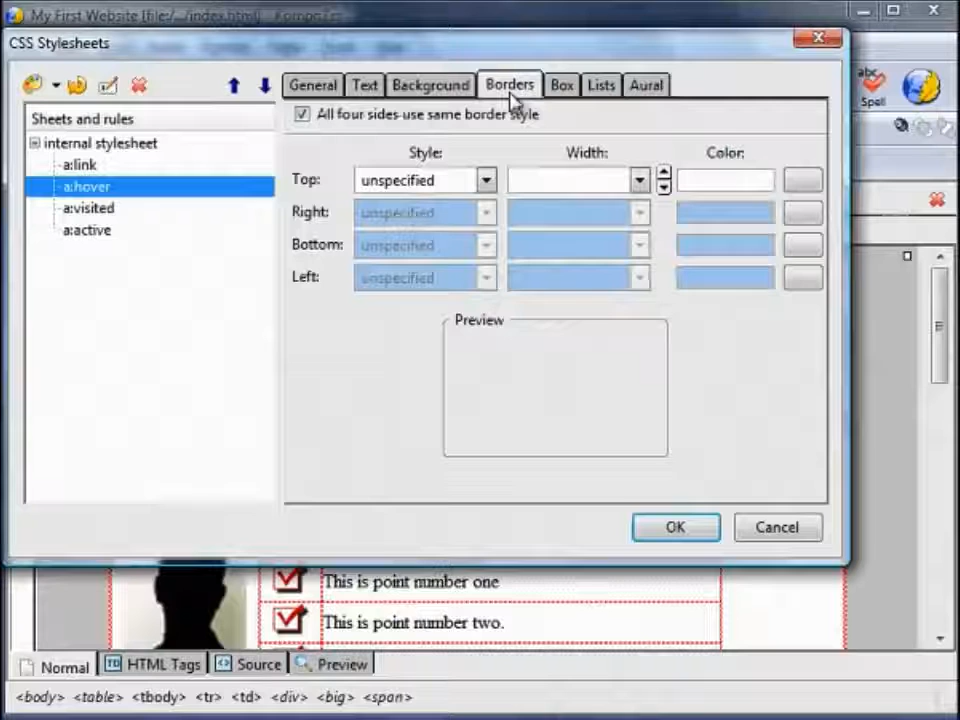 My First Website [file:/.../index.html] - Kompozer
CSS Stylesheets
General Text Background Borders Box Lists Aural
Spell
Sheets and rules
All four sides use same border style
internal stylesheet
a:link
a:hover
a:visited
a:active
Style: Width: Color:
Top: unspecified
Right: unspecified
Bottom: unspecified
Left: unspecified
Preview
OK Cancel
This is point number one
This is point number two.
Normal HTML Tags Source Preview
<body> <table> <tbody> <tr> <td> <div> <big> <span>